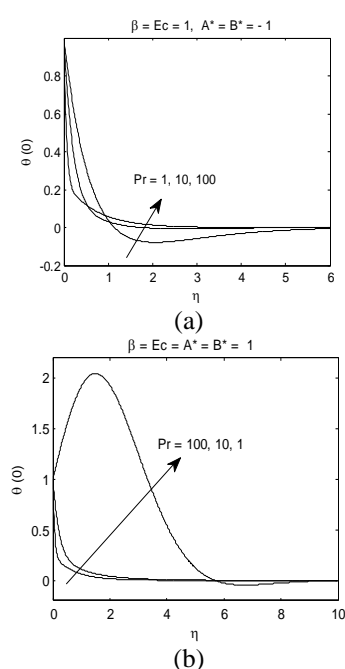 β = Ec = 1, A* = B* = - 1
0.8
0.6
0.4
0.2
0
-0.2
θ (0)
Pr = 1, 10, 100
0 1 2 3 4 5 6
η
(a)
β = Ec = A* = B* = 1
2
1.5
1
0.5
0
θ (0)
Pr = 100, 10, 1
0 2 4 6 8 10
η
(b)